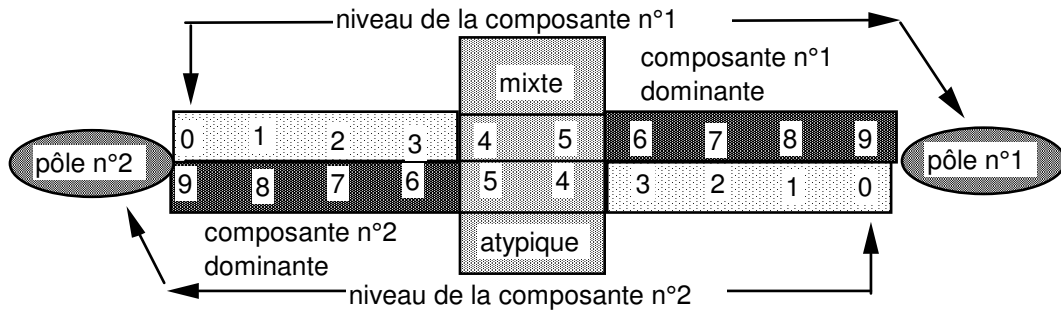 niveau de la composante n°1
composante n°1
dominante
mixte
0 1 2 3 4 5 6 7 8 9
pôle n°2
pôle n°1
9 8 7 6 5 4 3 2 1 0
composante n°2
dominante
atypique
niveau de la composante n°2